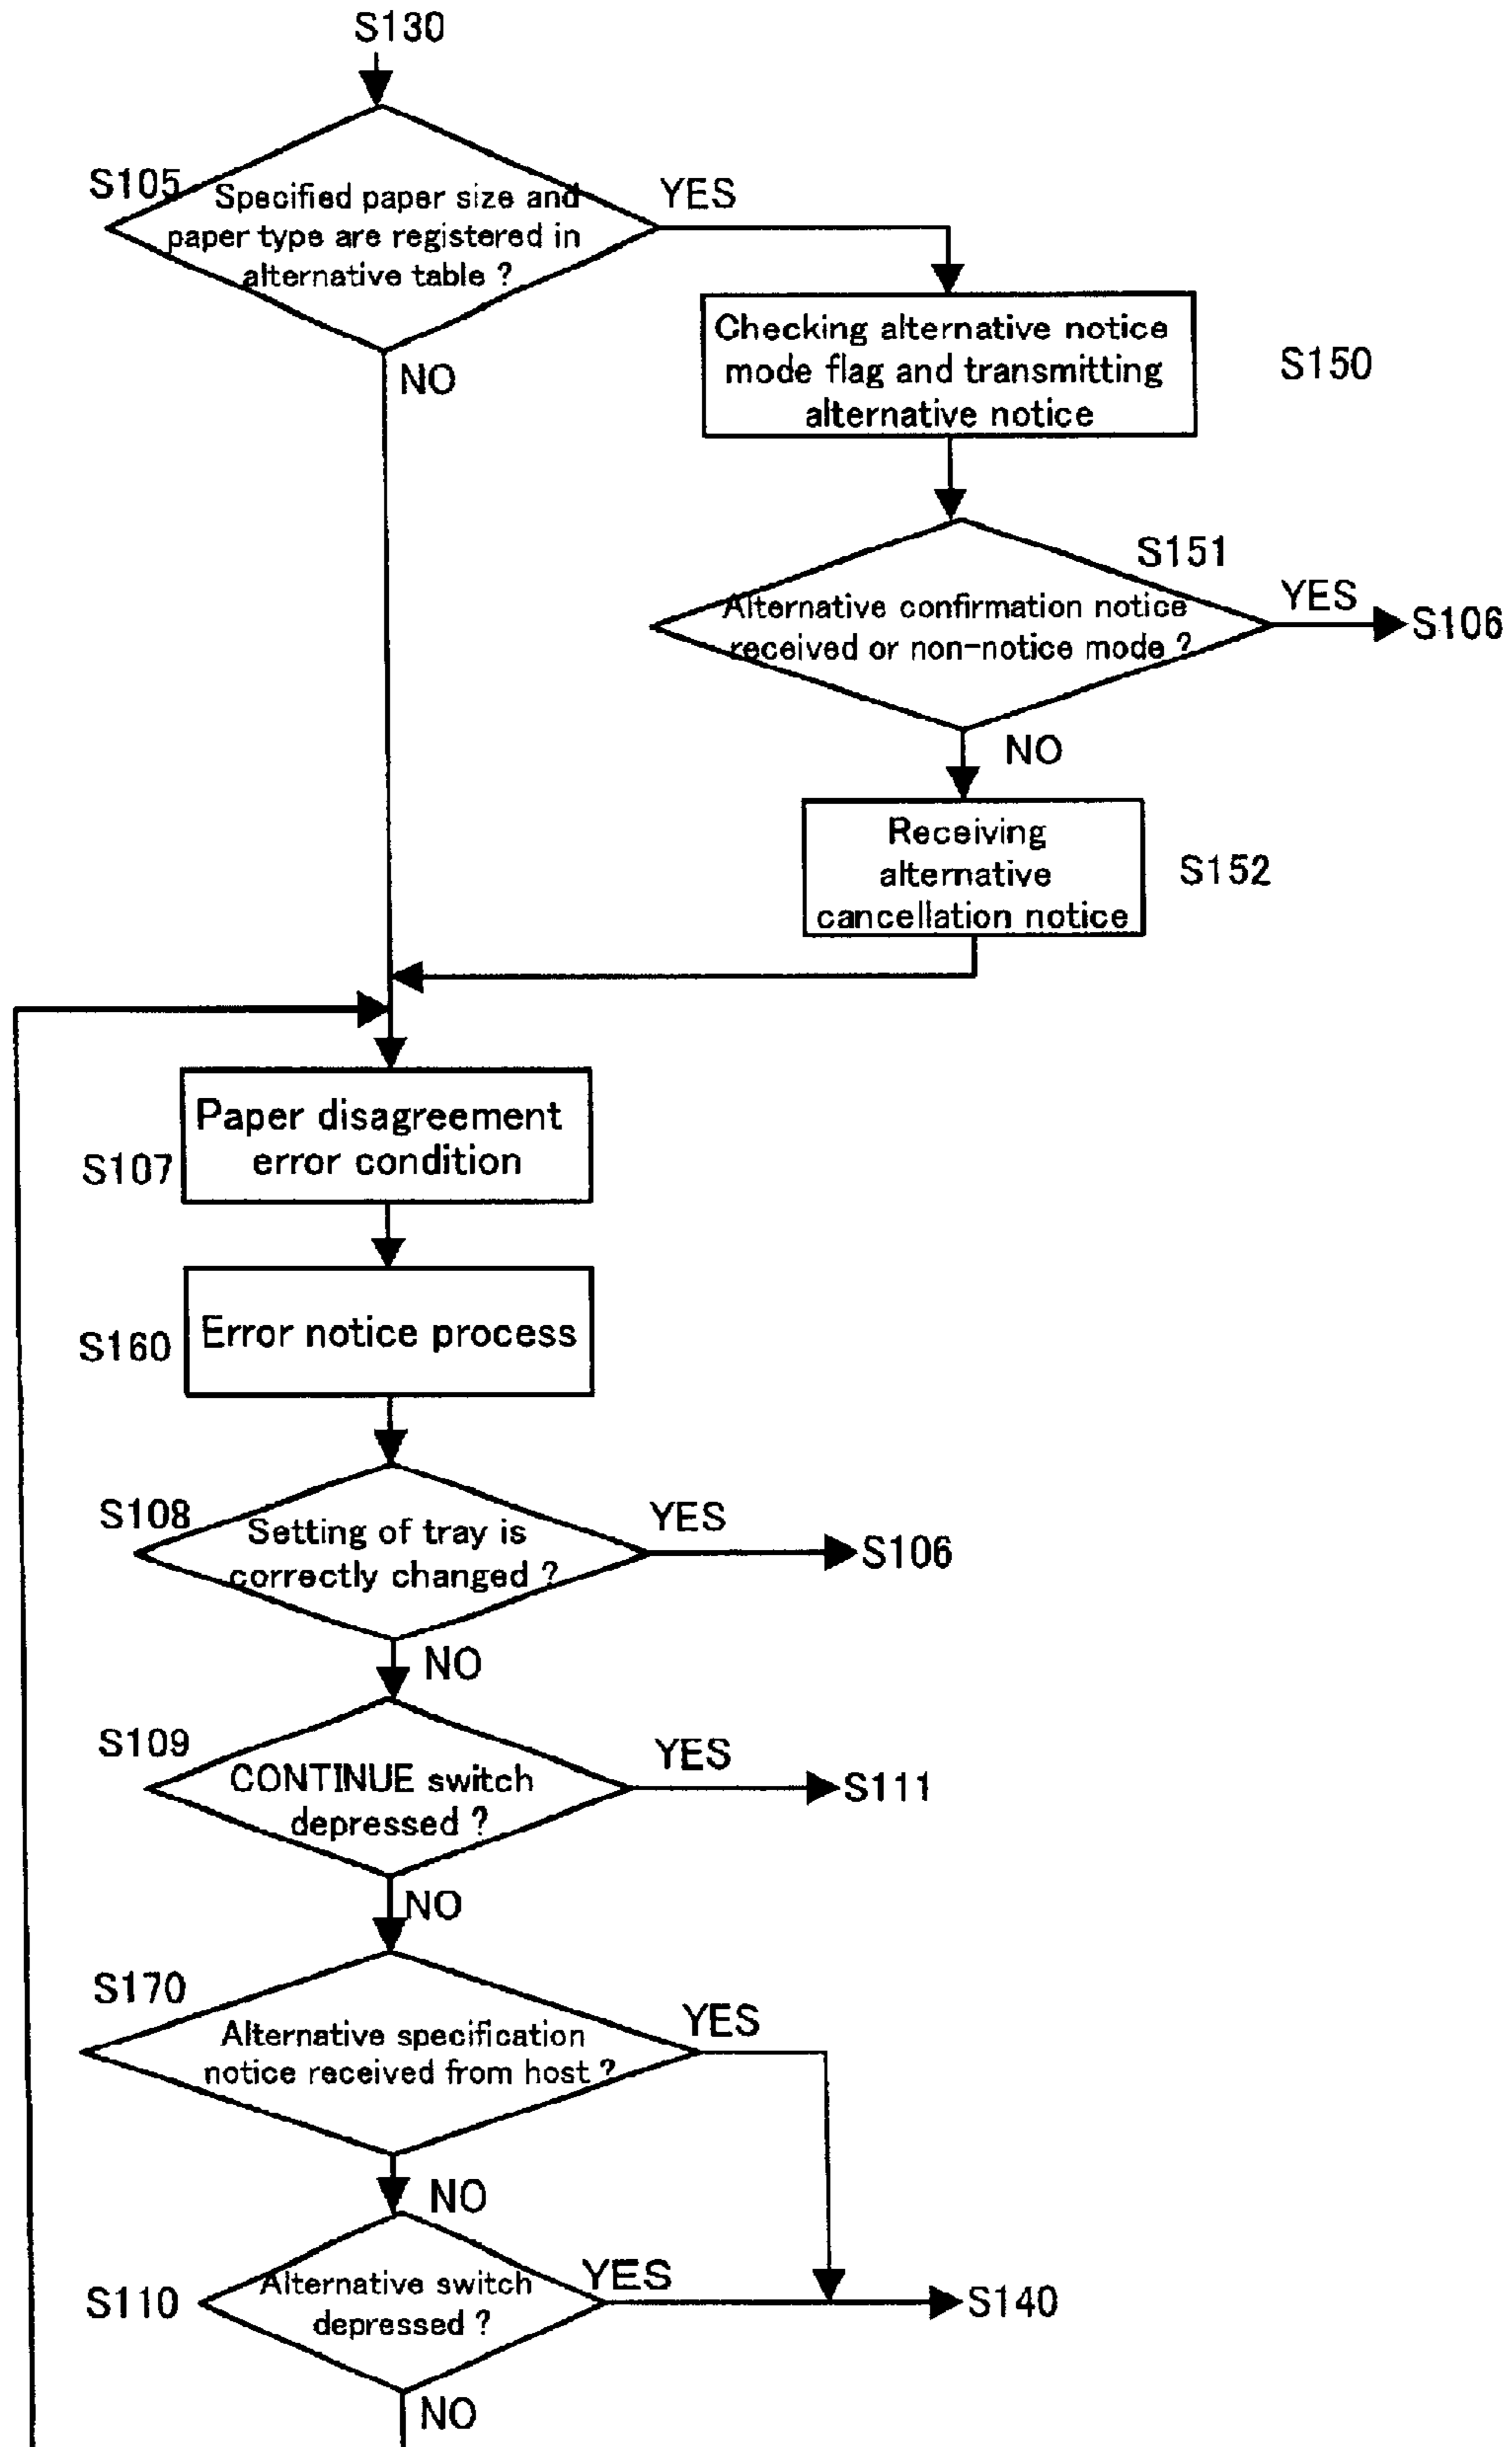 S130
S105
Specified paper size and
paper type are registered in
alternative table ?
YES
NO
Checking alternative notice
mode flag and transmitting
alternative notice
S150
S151
Alternative confirmation notice
received or non-notice mode ?
YES
S106
NO
Receiving
alternative
cancellation notice
S152
Paper disagreement
error condition
S107
Error notice process
S160
S108
Setting of tray is
correctly changed ?
YES
S106
NO
S109
CONTINUE switch
depressed ?
YES
S111
NO
S170
Alternative specification
notice received from host ?
YES
NO
S110
Alternative switch
depressed ?
YES
S140
NO